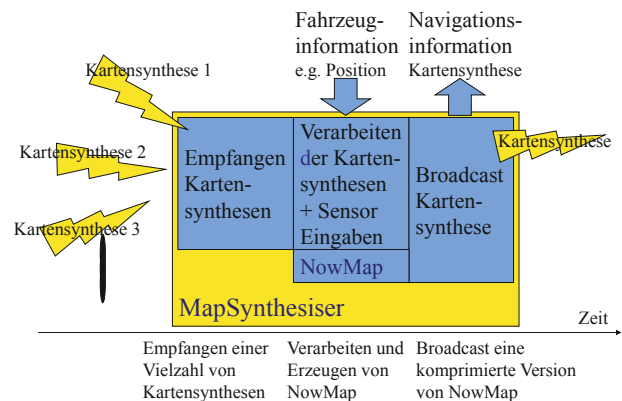 Fahrzeug-
information
e.g. Position
Navigations-
information
Kartensynthese
Kartensynthese 1
Kartensynthese 2
Kartensynthese 3
Empfangen
Karten-
synthesen
Verarbeiten
der Karten-
synthesen
+ Sensor
Eingaben
NowMap
Broadcast
Karten-
synthese
Kartensynthese
MapSynthesiser
Zeit
Empfangen einer
Vielzahl von
Kartensynthesen
Verarbeiten und
Erzeugen von
NowMap
Broadcast eine
komprimierte Version
von NowMap